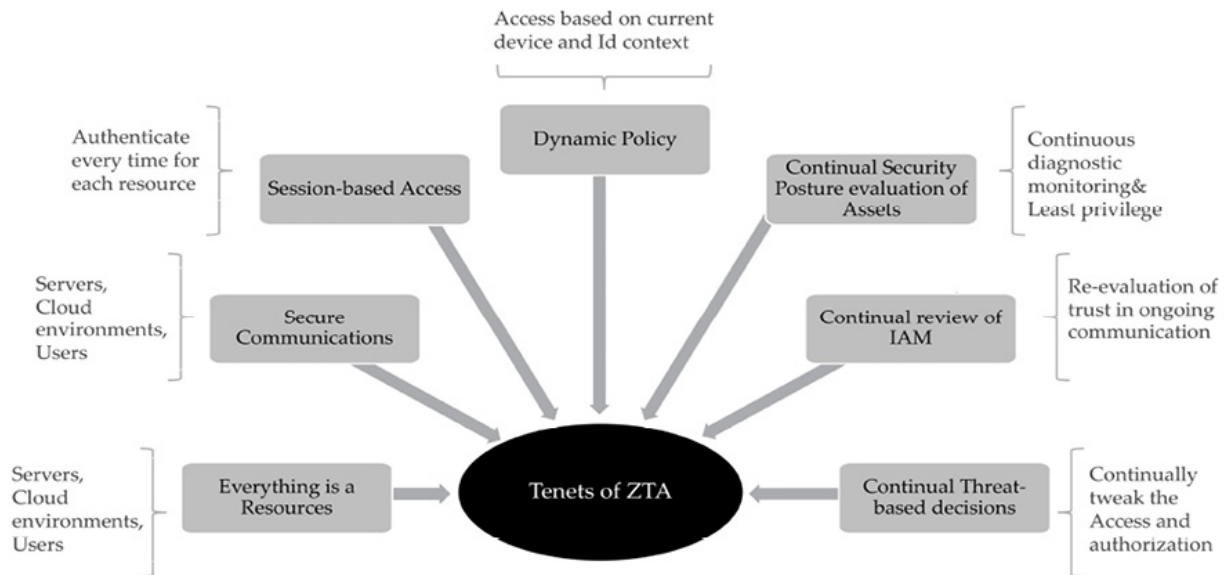 Access based on current
device and Id context
Dynamic Policy
Authenticate
every time for
each resource
Session-based Access
Continual Security
Posture evaluation of
Assets
Continuous
diagnostic
monitoring&
Least privilege
Servers,
Cloud
environments,
Users
Secure
Communications
Continual review of
IAM
Re-evaluation of
trust in ongoing
communication
Servers,
Cloud
environments,
Users
Everything is a
Resources
Tenets of ZTA
Continual Threat-
based decisions
Continually
tweak the
Access and
authorization